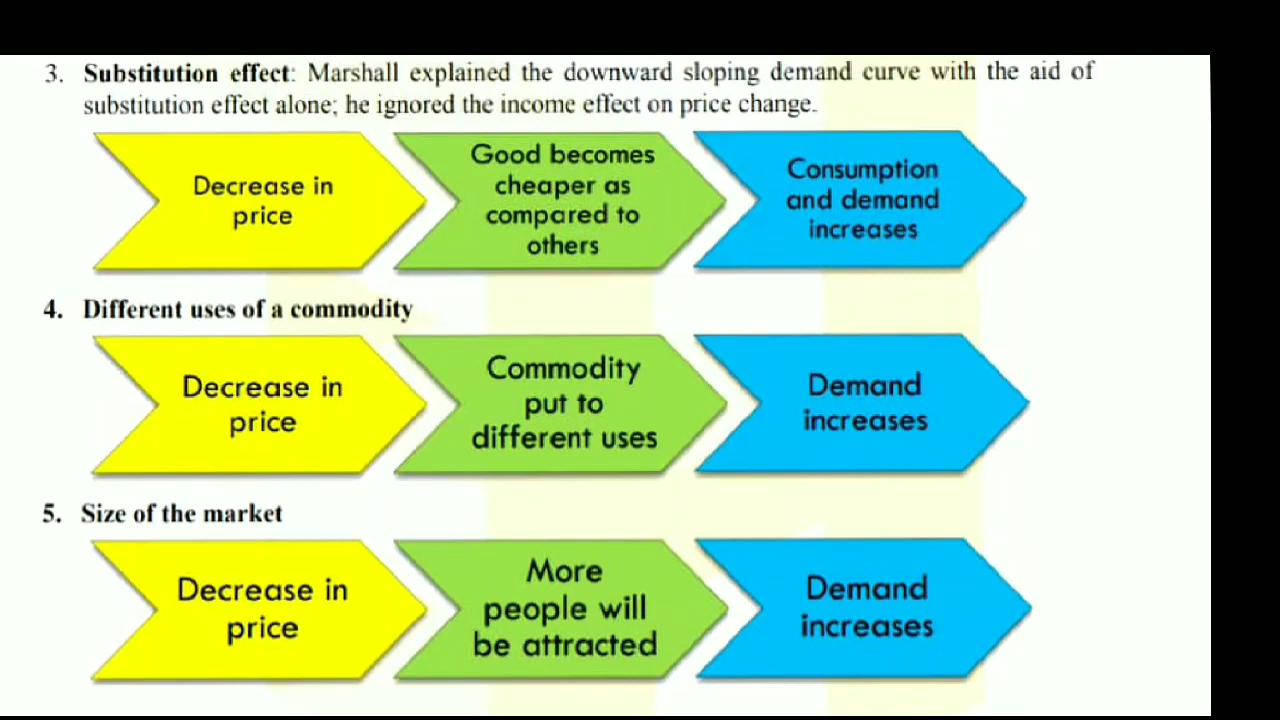 3. Substitution effect: Marshall explained the downward sloping demand curve with the aid of
substitution effect alone; he ignored the income effect on price change.
Decrease in
price
Good becomes
cheaper as
compared to
others
Consumption
and demand
increases
4. Different uses of a commodity
Decrease in
price
Commodity
put to
different uses
Demand
increases
5. Size of the market
Decrease in
price
More
people will
be attracted
Demand
increases